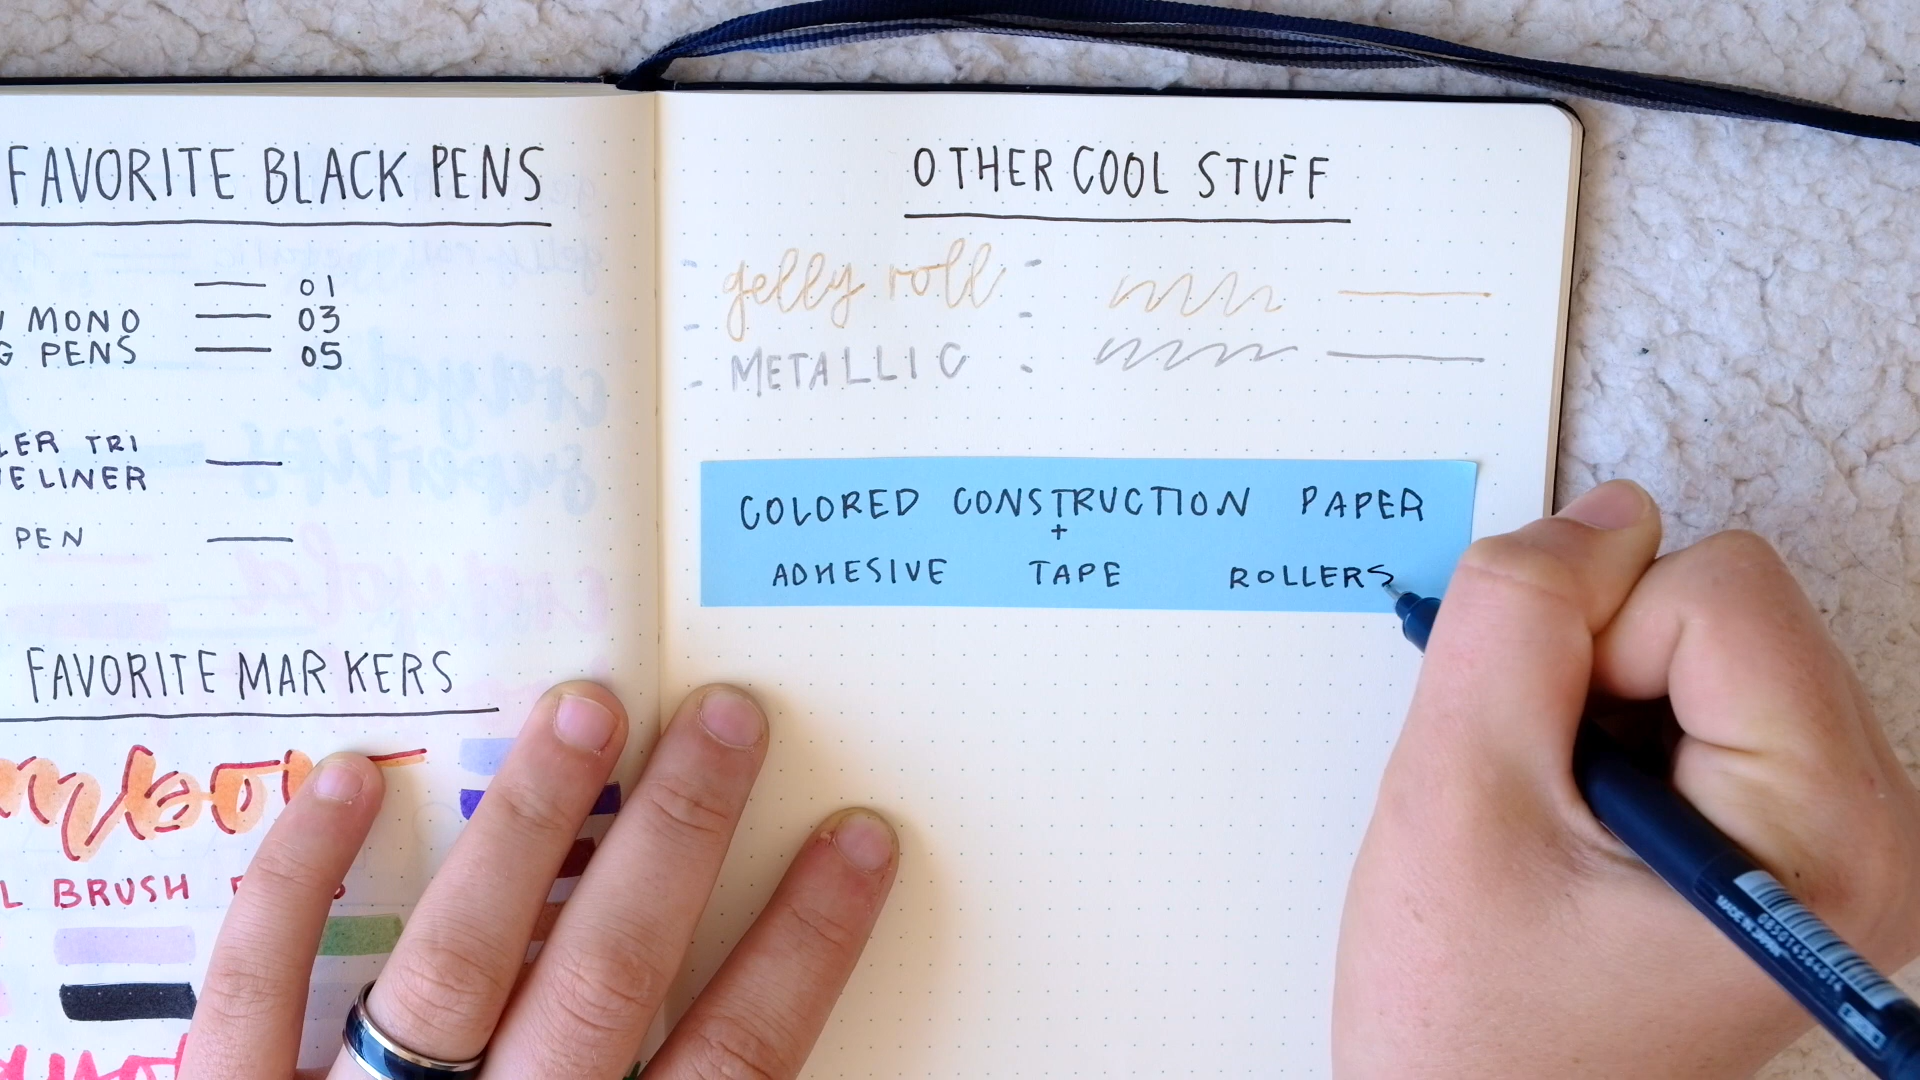 FAVORITE BLACK PENS
01
MONO 03
PENS 05
TRI
LINER
PEN
FAVORITE MARKERS
BRUSH
OTHER COOL STUFF
gelly roll
METALLIC
COLORED CONSTRUCTION PAPER
+
ADHESIVE TAPE ROLLERS